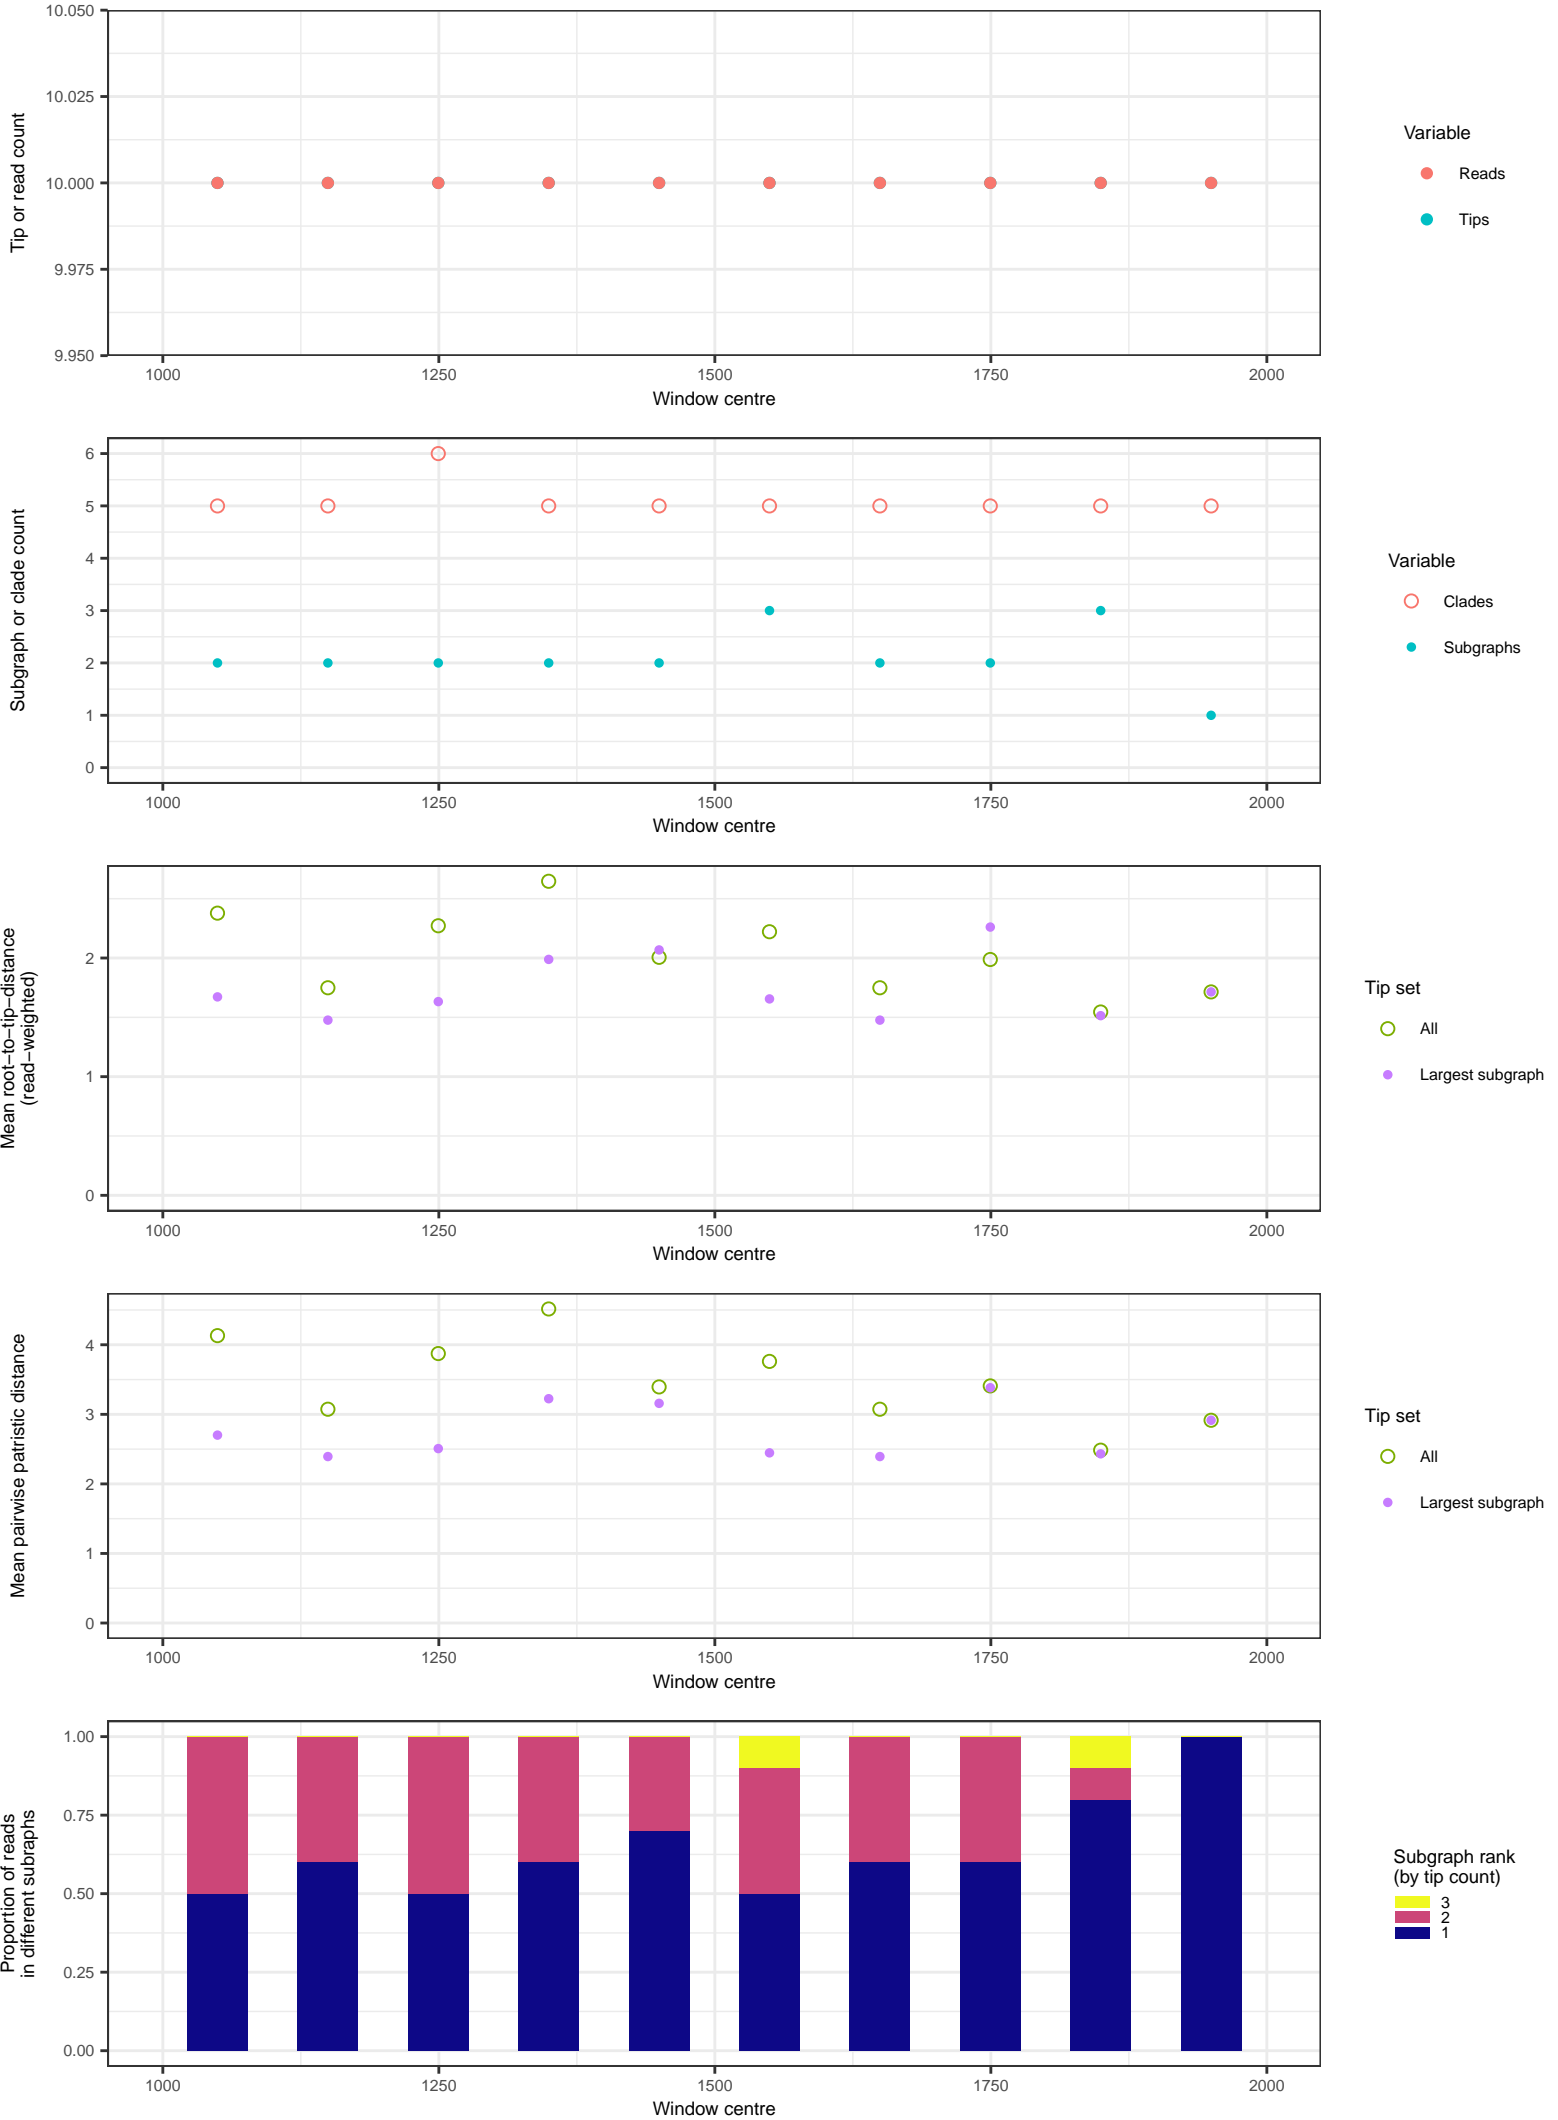 10.050
10.025
10.000
9.975
9.950
Tip or read count
1000 1250 1500 1750 2000
Window centre
Variable
Reads
Tips
6
5
4
3
2
1
0
Subgraph or clade count
1000 1250 1500 1750 2000
Window centre
Variable
Clades
Subgraphs
2
1
0
Mean root−to−tip−distance
(read−weighted)
1000 1250 1500 1750 2000
Window centre
Tip set
All
Largest subgraph
4
3
2
1
0
Mean pairwise patristic distance
1000 1250 1500 1750 2000
Window centre
Tip set
All
Largest subgraph
1.00
0.75
0.50
0.25
0.00
Proportion of reads
in different subraphs
1000 1250 1500 1750 2000
Window centre
Subgraph rank
(by tip count)
3
2
1